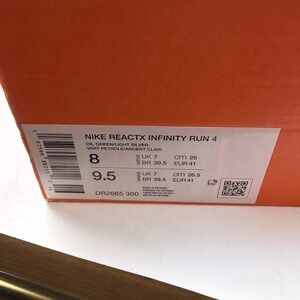 NIKE REACTX INFINITY RUN 4
OIL GREEN/LIGHT SILVER
VERT PETROLE/ARGENT CLAIR
8 UK 7 CM 26
BR 39.5 EUR 41
9.5 UK 7 CM 26.5
BR 39.5 EUR 41
DR2665 300